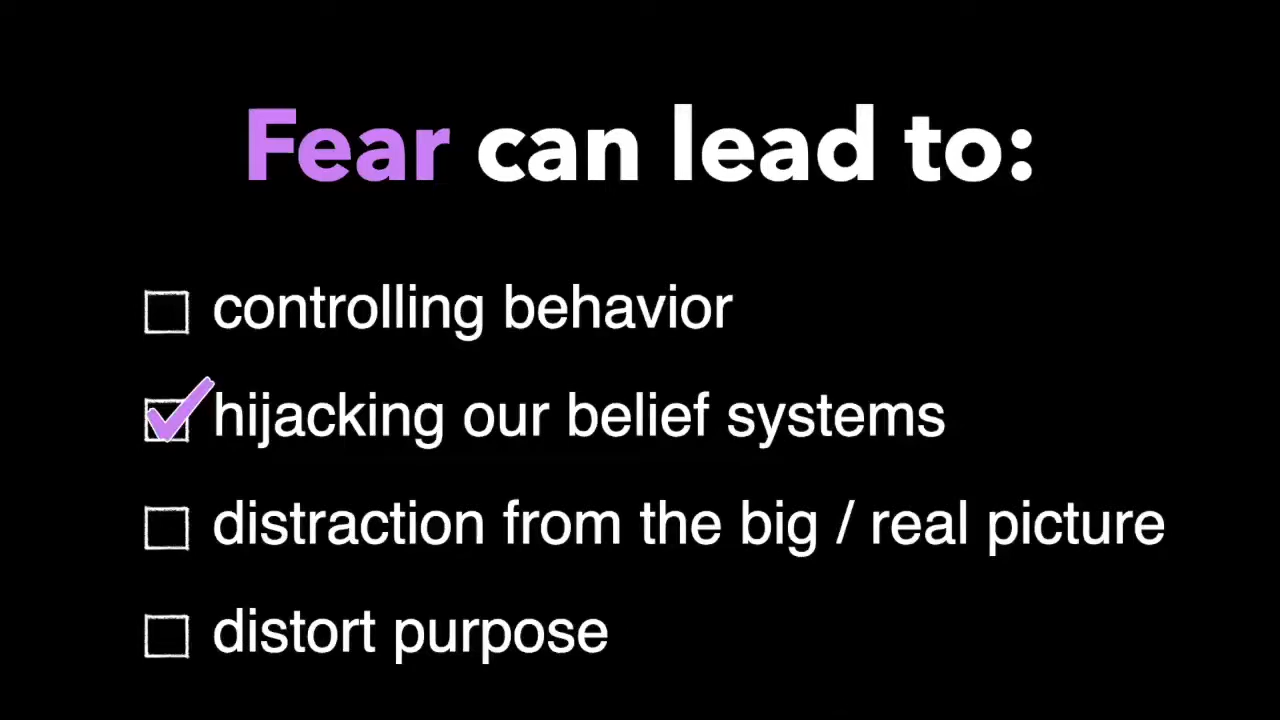 Fear can lead to:
controlling behavior
hijacking our belief systems
distraction from the big / real picture
distort purpose